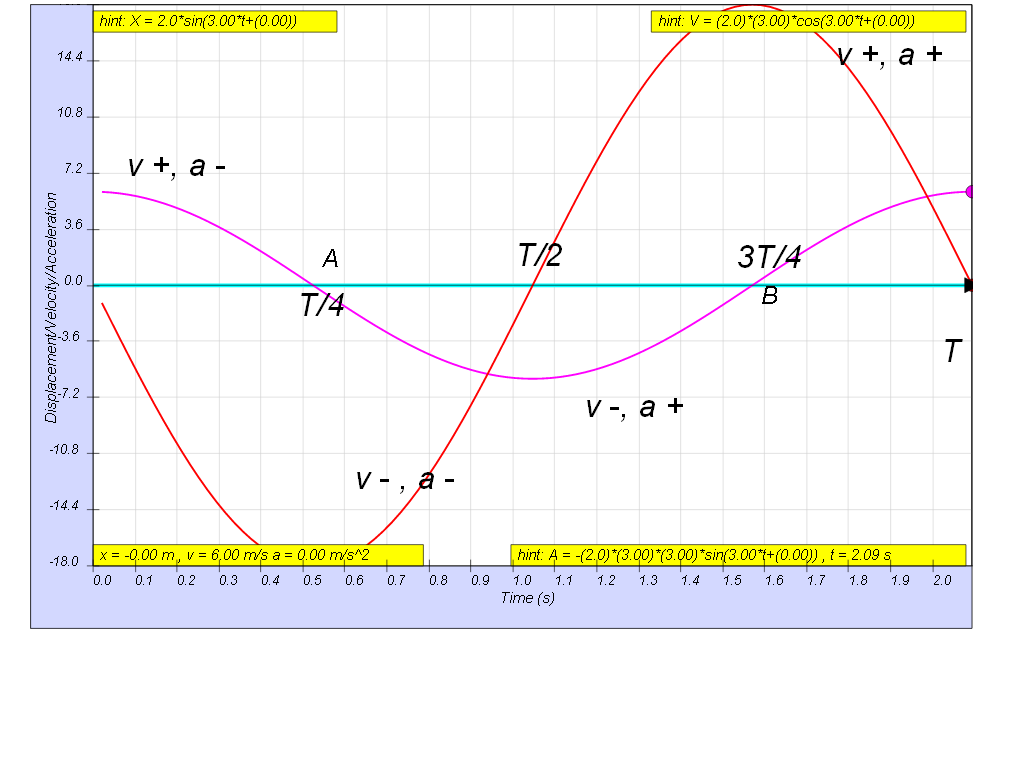 hint: X = 2.0*sin(3.00*t+(0.00))
hint: V = (2.0)*(3.00)*cos(3.00*t+(0.00))
v +, a +
14.4
10.8
v +, a -
7.2
3.6
A
T/2
3T/4
0.0
B
T/4
-3.6
T
Displacement/Velocity/Acceleration
-7.2
v -, a +
-10.8
v - , a -
-14.4
x = -0.00 m , v = 6.00 m/s a = 0.00 m/s^2
hint: A = -(2.0)*(3.00)*(3.00)*sin(3.00*t+(0.00)) , t = 2.09 s
-18.0
0.0 0.1 0.2 0.3 0.4 0.5 0.6 0.7 0.8 0.9 1.0 1.1 1.2 1.3 1.4 1.5 1.6 1.7 1.8 1.9 2.0
Time (s)